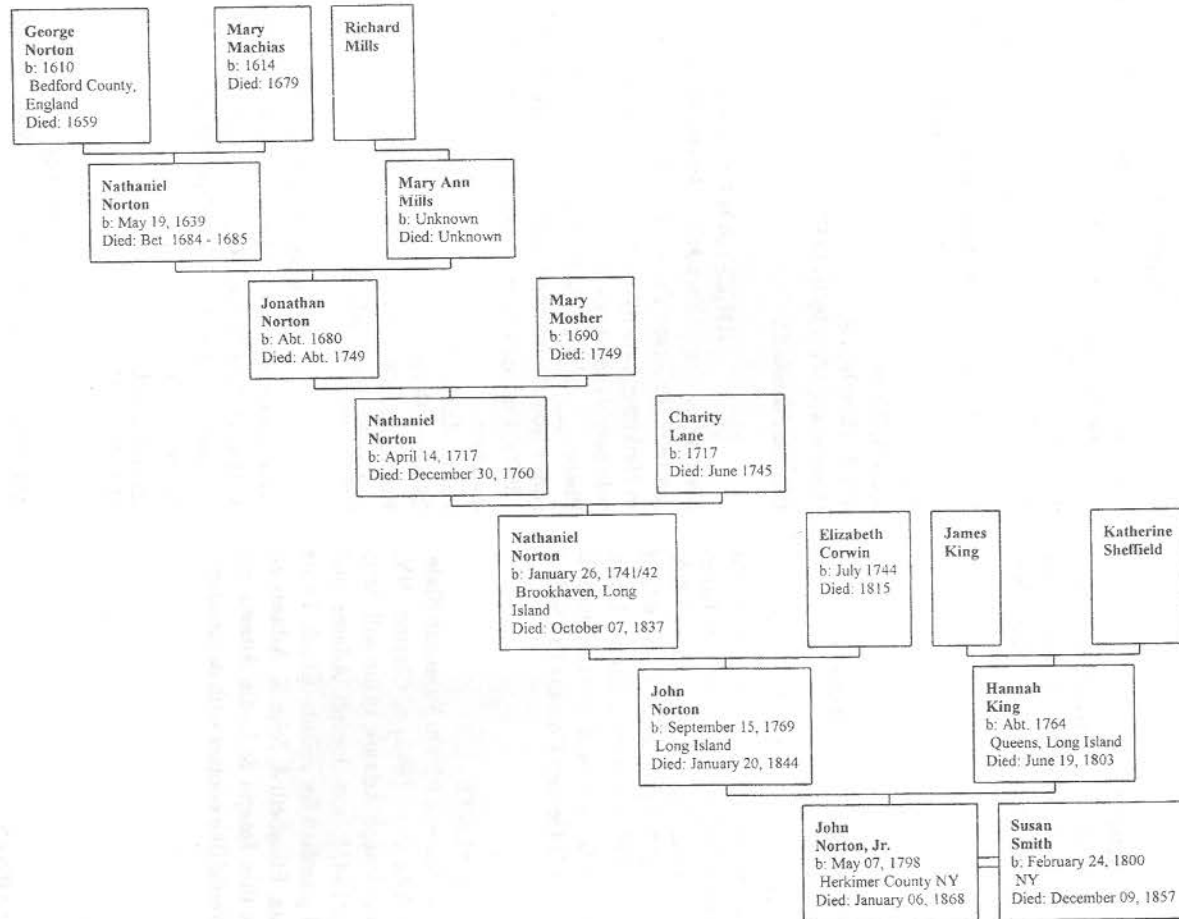 George
Norton
b: 1610
Bedford County,
England
Died: 1659
Mary
Machias
b: 1614
Died: 1679
Richard
Mills
Nathaniel
Norton
b: May 19, 1639
Died: Bet 1684 - 1685
Mary Ann
Mills
b: Unknown
Died: Unknown
Jonathan
Norton
b: Abt. 1680
Died: Abt. 1749
Mary
Mosher
b: 1690
Died: 1749
Nathaniel
Norton
b: April 14, 1717
Died: December 30, 1760
Charity
Lane
b: 1717
Died: June 1745
Nathaniel
Norton
b: January 26, 1741/42
Brookhaven, Long
Island
Died: October 07, 1837
Elizabeth
Corwin
b: July 1744
Died: 1815
James
King
Katherine
Sheffield
John
Norton
b: September 15, 1769
Long Island
Died: January 20, 1844
Hannah
King
b: Abt. 1764
Queens, Long Island
Died: June 19, 1803
John
Norton, Jr.
b: May 07, 1798
Herkimer County NY
Died: January 06, 1868
Susan
Smith
b: February 24, 1800
NY
Died: December 09, 1857